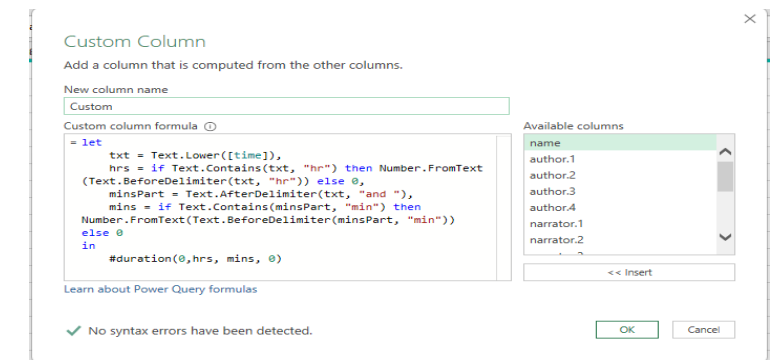 Custom Column
Add a column that is computed from the other columns.
New column name
Custom
Custom column formula
Available columns
= let
txt = Text.Lower([time]),
hrs = if Text.Contains(txt, "hr") then Number.FromText
(Text.BeforeDelimiter(txt, "hr")) else 0,
minsPart = Text.AfterDelimiter(txt, "and "),
mins = if Text.Contains(minsPart, "min") then
Number.FromText(Text.BeforeDelimiter(minsPart, "min"))
else 0
in
#duration(0,hrs, mins, 0)
name
author.1
author.2
author.3
author.4
narrator.1
narrator.2
<< Insert
Learn about Power Query formulas
No syntax errors have been detected.
OK
Cancel